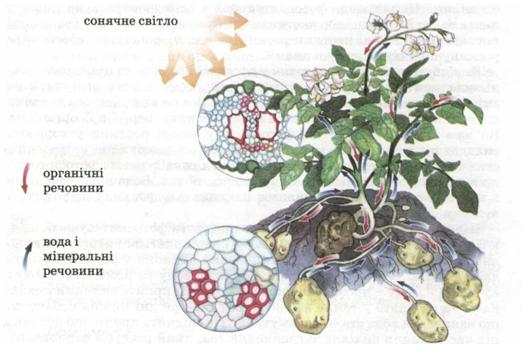 сонячне світло
органічні
речовини
вода і
мінеральні
речовини